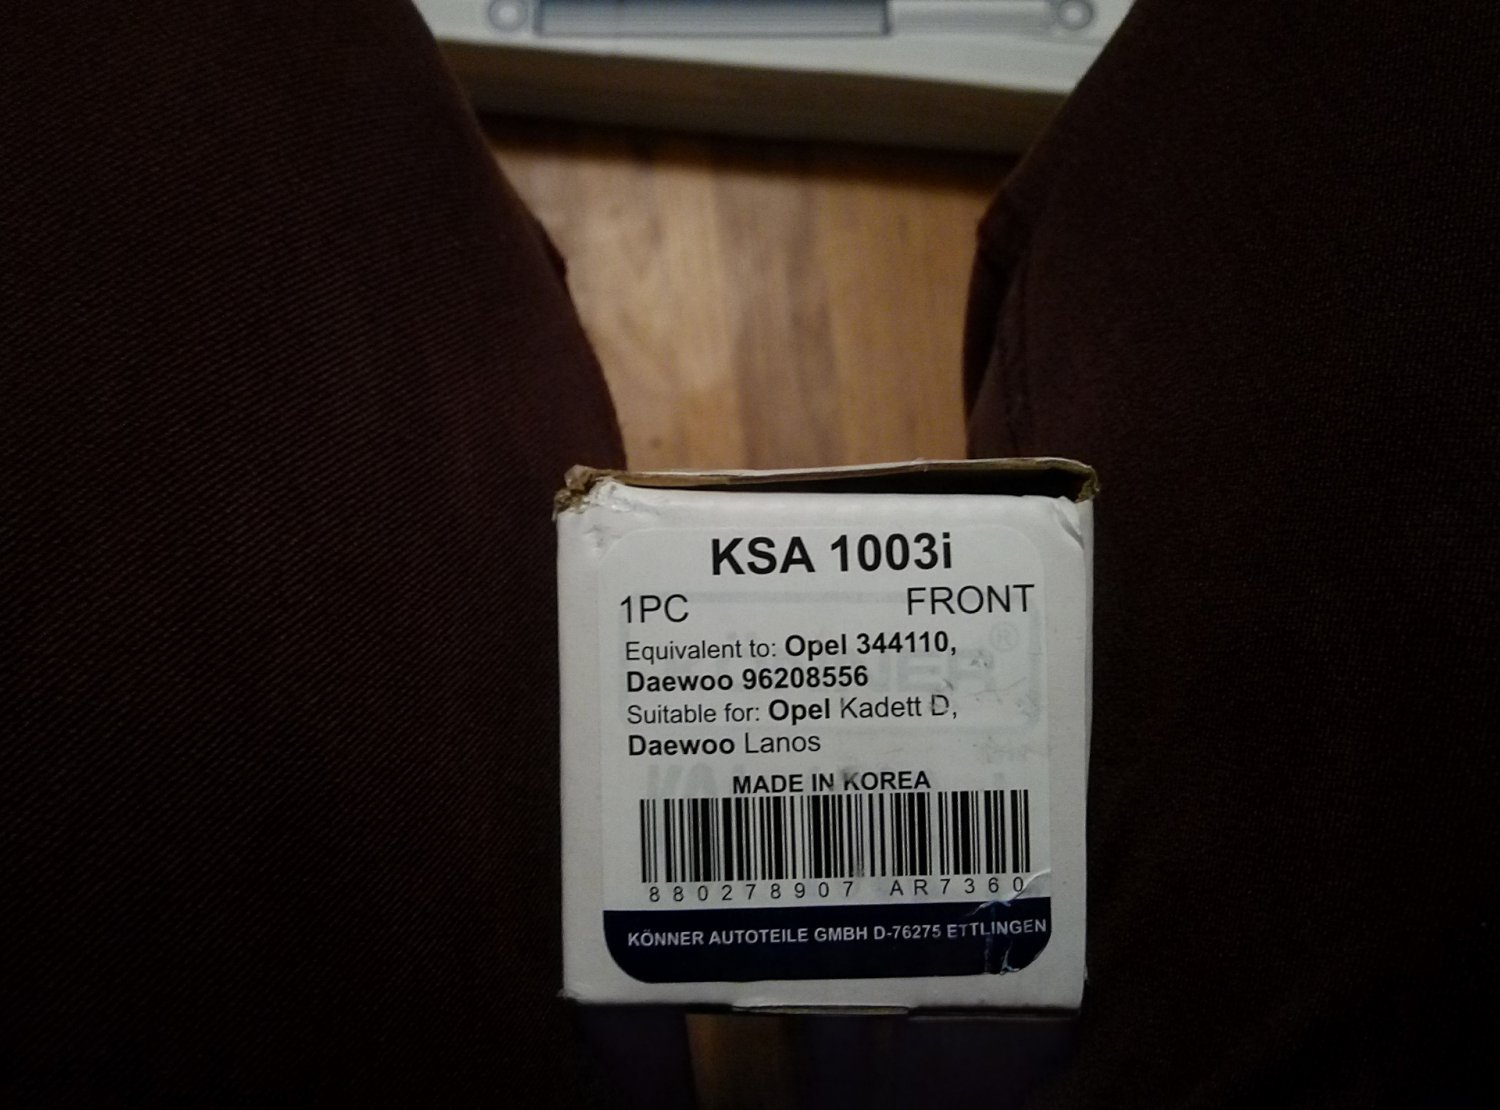 KSA 1003i
1PC FRONT
Equivalent to: Opel 344110,
Daewoo 96208556
Suitable for: Opel Kadett D,
Daewoo Lanos
MADE IN KOREA
880278907 AR7360
KÖNNER AUTOTEILE GMBH D-76275 ETTLINGEN